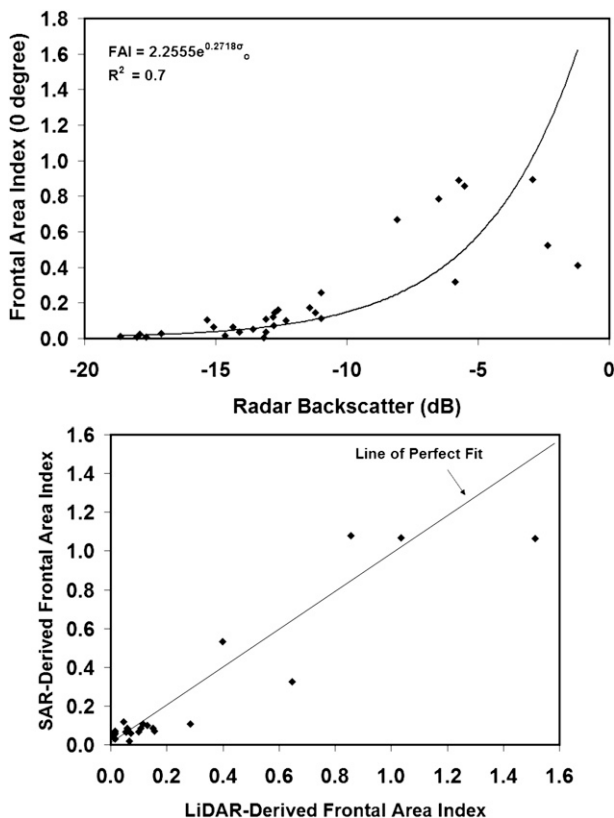 1.8
FAI = 2.2555e^0.2718σ_o
R² = 0.7
1.6
1.4
1.2
1.0
0.8
0.6
0.4
0.2
0.0
Frontal Area Index (0 degree)
-20 -15 -10 -5 0
Radar Backscatter (dB)
1.6
Line of Perfect Fit
1.4
1.2
1.0
0.8
0.6
0.4
0.2
0.0
SAR-Derived Frontal Area Index
0.0 0.2 0.4 0.6 0.8 1.0 1.2 1.4 1.6
LiDAR-Derived Frontal Area Index